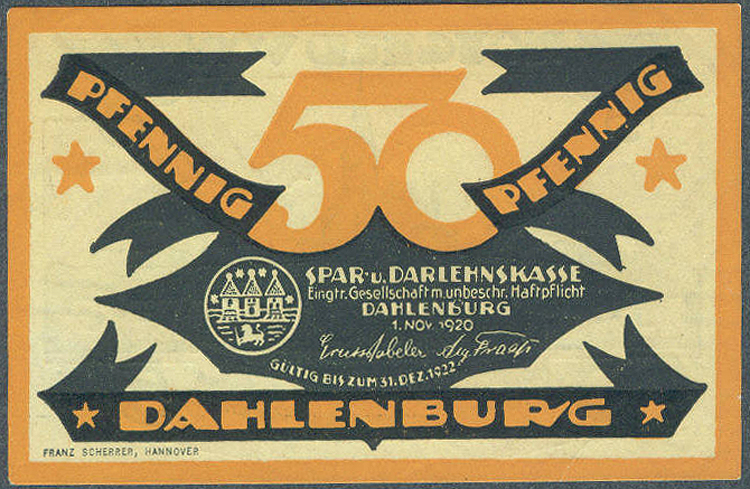 50
PFENNIG
PFENNIG
SPAR- u. DARLEHNSKASSE
Eingtr. Gesellschaft m. unbeschr. Haftpflicht
DAHLENBURG
1. NOV. 1920
GÜLTIG BIS ZUM 31. DEZ. 1922.
DAHLENBURG
FRANZ SCHERRER, HANNOVER